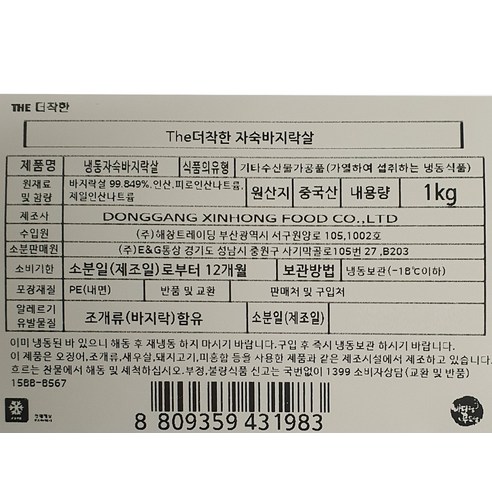 THE 더착한
The더착한 자숙바지락살
제품명 냉동자숙바지락살 식품의유형 기타수산물가공품(가열하여 섭취하는 냉동식품)
원재료 및 함량 바지락살 99.849%, 인산, 피로인산나트륨, 제일인산나트륨 원산지 중국산 내용량 1kg
제조사 DONGGANG XINHONG FOOD CO.,LTD
수입원 (주)해참트레이딩 부산광역시 서구원양로 105,1002호
소분판매원 (주)E&G통상 경기도 성남시 중원구 사기막골로105번 27 ,B203
소비기한 소분일(제조일)로부터 12개월 보관방법 냉동보관(-18℃이하)
포장재질 PE(내면) 반품 및 교환 판매처 및 구입처
알레르기 유발물질 조개류(바지락)함유 소분일(제조일)
이미 냉동된 바 있으니 해동 후 재냉동 하지 마시기 바랍니다.구입 후 즉시 냉동보관 하시기 바랍니다.
이 제품은 오징어,조개류,새우살,돼지고기,미혼합 등을 사용한 제품과 같은 제조시설에서 제조하고 있습니다.
흐르는 찬물에서 해동 및 세척하십시오.부정,불량식품 신고는 국번없이 1399 소비자상담(교환 및 반품)
1588-8567
8 809359 431983